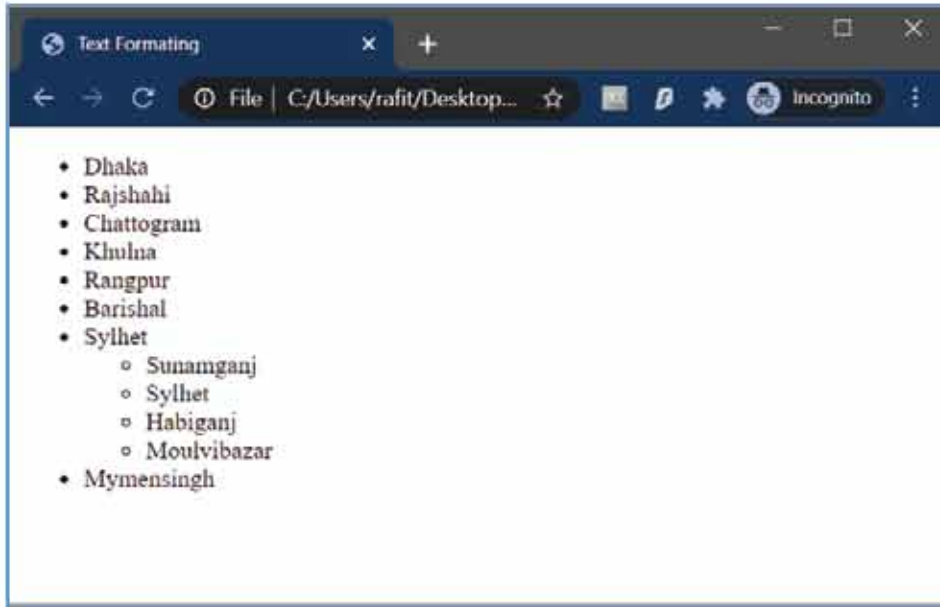 Text Formating
File | C:/Users/rafit/Desktop...
Incognito
Dhaka
Rajshahi
Chattogram
Khulna
Rangpur
Barishal
Sylhet
Sunamganj
Sylhet
Habiganj
Moulvibazar
Mymensingh